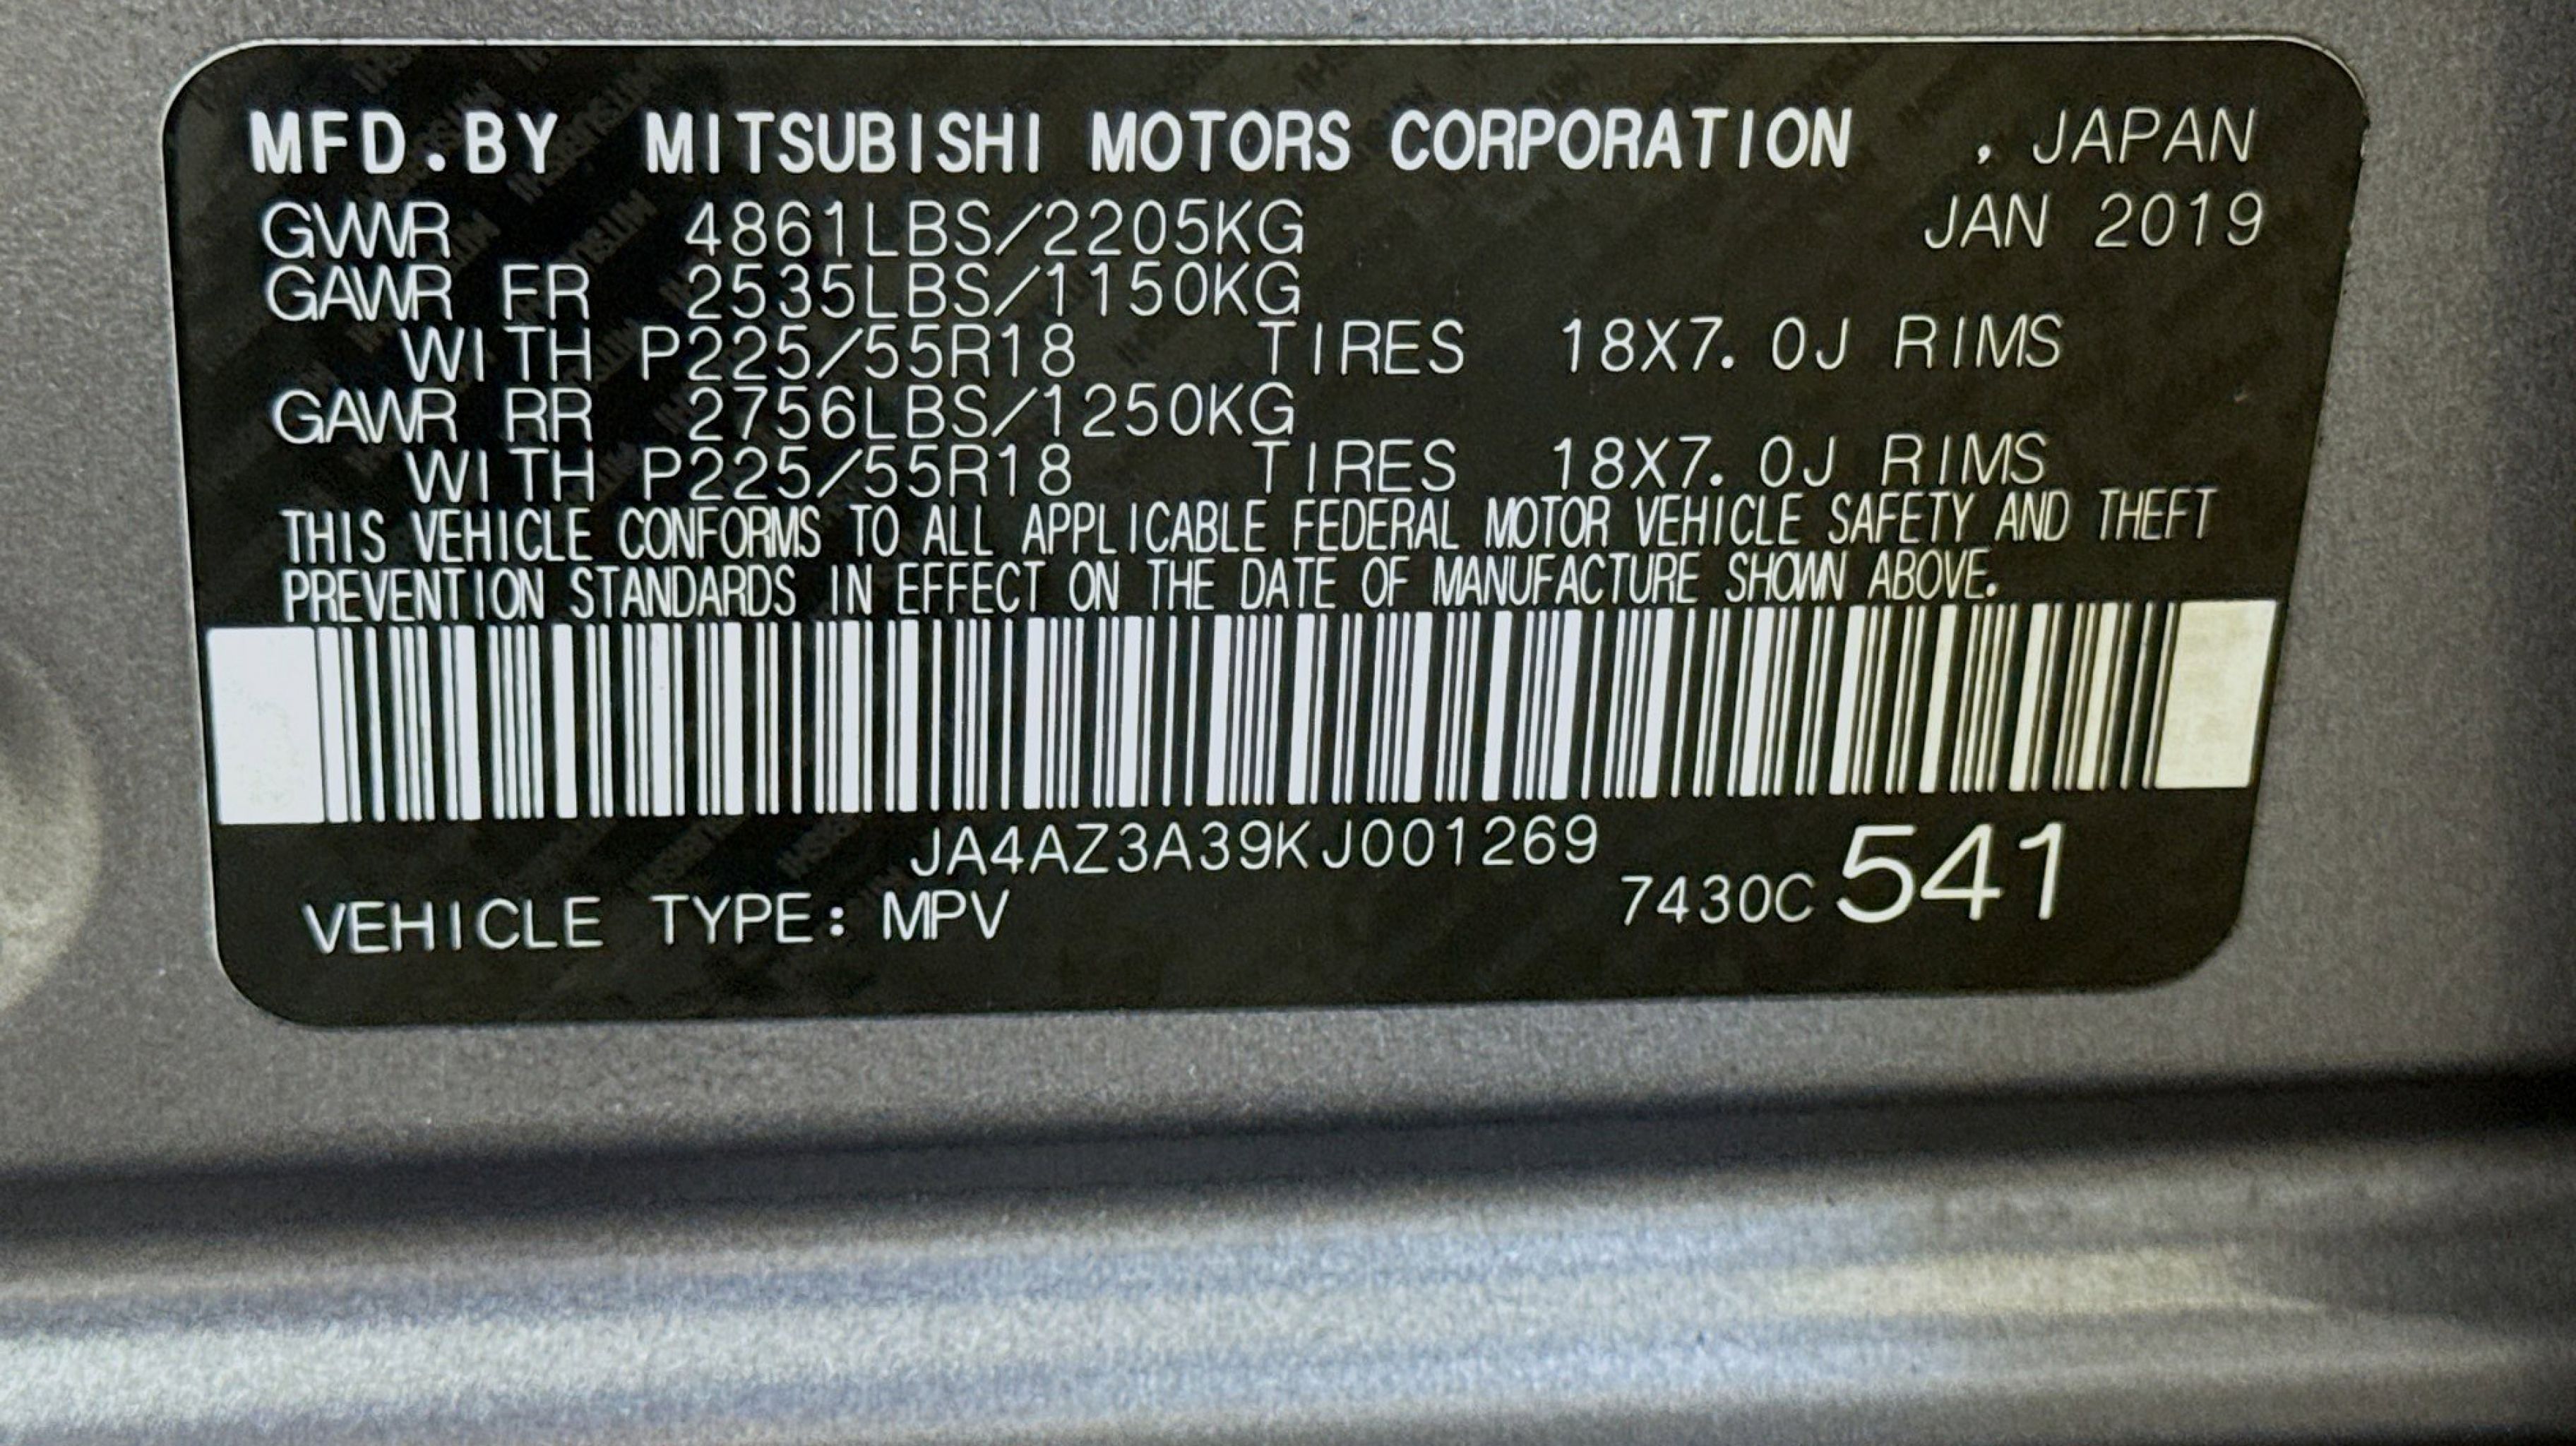 MFD.BY MITSUBISHI MOTORS CORPORATION , JAPAN
GVWR 4861LBS/2205KG JAN 2019
GAWR FR 2535LBS/1150KG
WITH P225/55R18 TIRES 18X7.0J RIMS
GAWR RR 2756LBS/1250KG
WITH P225/55R18 TIRES 18X7.0J RIMS
THIS VEHICLE CONFORMS TO ALL APPLICABLE FEDERAL MOTOR VEHICLE SAFETY AND THEFT
PREVENTION STANDARDS IN EFFECT ON THE DATE OF MANUFACTURE SHOWN ABOVE.
JA4AZ3A39KJ001269
VEHICLE TYPE: MPV 7430C 541